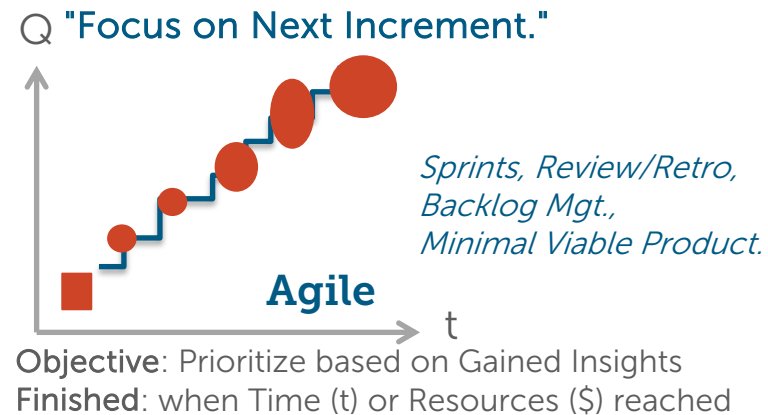 Q "Focus on Next Increment."
Sprints, Review/Retro,
Backlog Mgt.,
Minimal Viable Product.
Agile
t
Objective: Prioritize based on Gained Insights
Finished: when Time (t) or Resources ($) reached